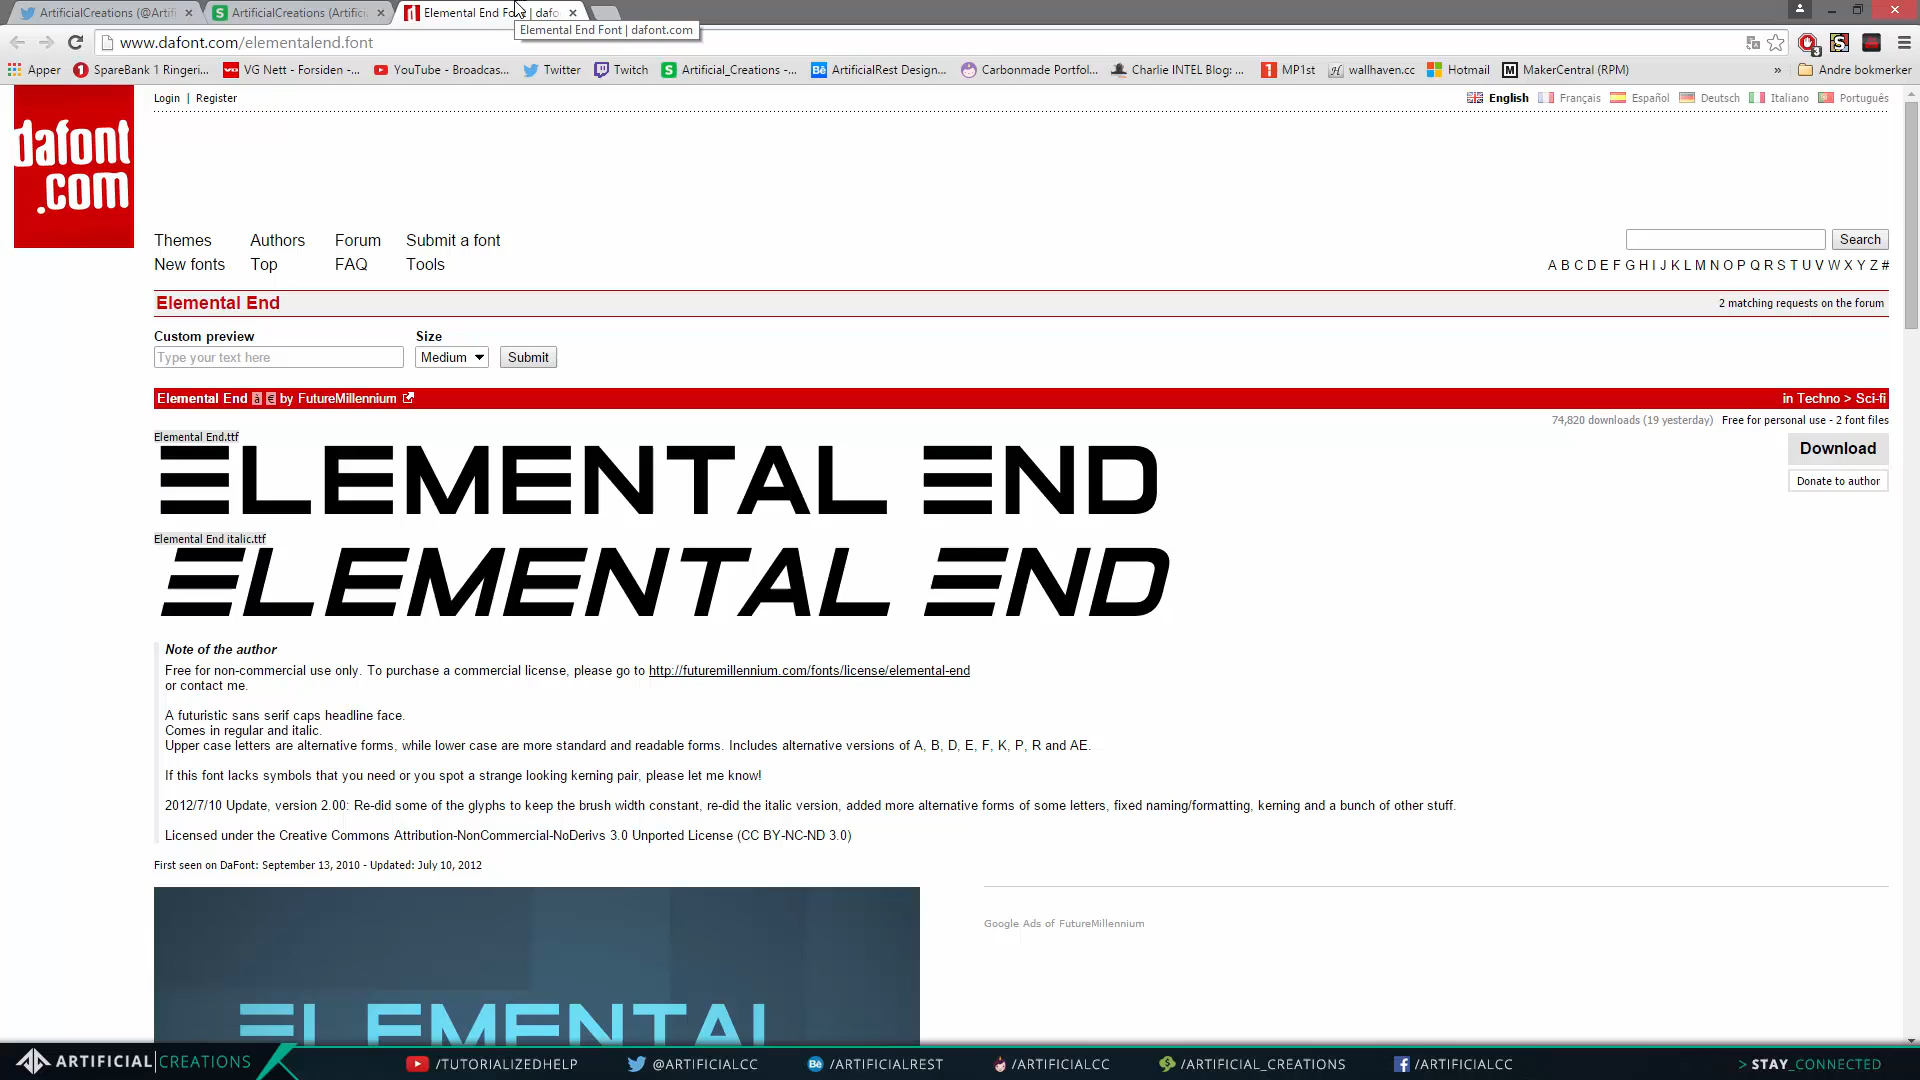 ArtificialCreations (@Artifi
ArtificialCreations (Artific
Elemental End Font | dafo
Elemental End Font | dafont.com
www.dafont.com/elementalend.font
3
Apper
SpareBank 1 Ringeri...
VG Nett - Forsiden -...
YouTube - Broadcas...
Twitter
Twitch
Artificial_Creations -...
ArtificialRest Design...
Carbonmade Portfol...
Charlie INTEL Blog: ...
MP1st
wallhaven.cc
Hotmail
MakerCentral (RPM)
»
Andre bokmerker
dafont
.com
Login | Register
English
Français
Español
Deutsch
Italiano
Português
Themes Authors Forum Submit a font
New fonts Top FAQ Tools
Search
A B C D E F G H I J K L M N O P Q R S T U V W X Y Z #
Elemental End
2 matching requests on the forum
Custom preview Size
Type your text here Medium Submit
Elemental End à € by FutureMillennium
in Techno > Sci-fi
74,820 downloads (19 yesterday) Free for personal use - 2 font files
Elemental End.ttf
ELEMENTAL END
Download
Donate to author
Elemental End italic.ttf
ELEMENTAL END
Note of the author
Free for non-commercial use only. To purchase a commercial license, please go to http://futuremillennium.com/fonts/license/elemental-end
or contact me.
A futuristic sans serif caps headline face.
Comes in regular and italic.
Upper case letters are alternative forms, while lower case are more standard and readable forms. Includes alternative versions of A, B, D, E, F, K, P, R and AE.
If this font lacks symbols that you need or you spot a strange looking kerning pair, please let me know!
2012/7/10 Update, version 2.00: Re-did some of the glyphs to keep the brush width constant, re-did the italic version, added more alternative forms of some letters, fixed naming/formatting, kerning and a bunch of other stuff.
Licensed under the Creative Commons Attribution-NonCommercial-NoDerivs 3.0 Unported License (CC BY-NC-ND 3.0)
First seen on DaFont: September 13, 2010 - Updated: July 10, 2012
ELEMENTAL
Google Ads of FutureMillennium
ARTIFICIAL|CREATIONS
/TUTORIALIZEDHELP
@ARTIFICIALCC
/ARTIFICIALREST
/ARTIFICIALCC
/ARTIFICIAL_CREATIONS
/ARTIFICIALCC
> STAY_CONNECTED